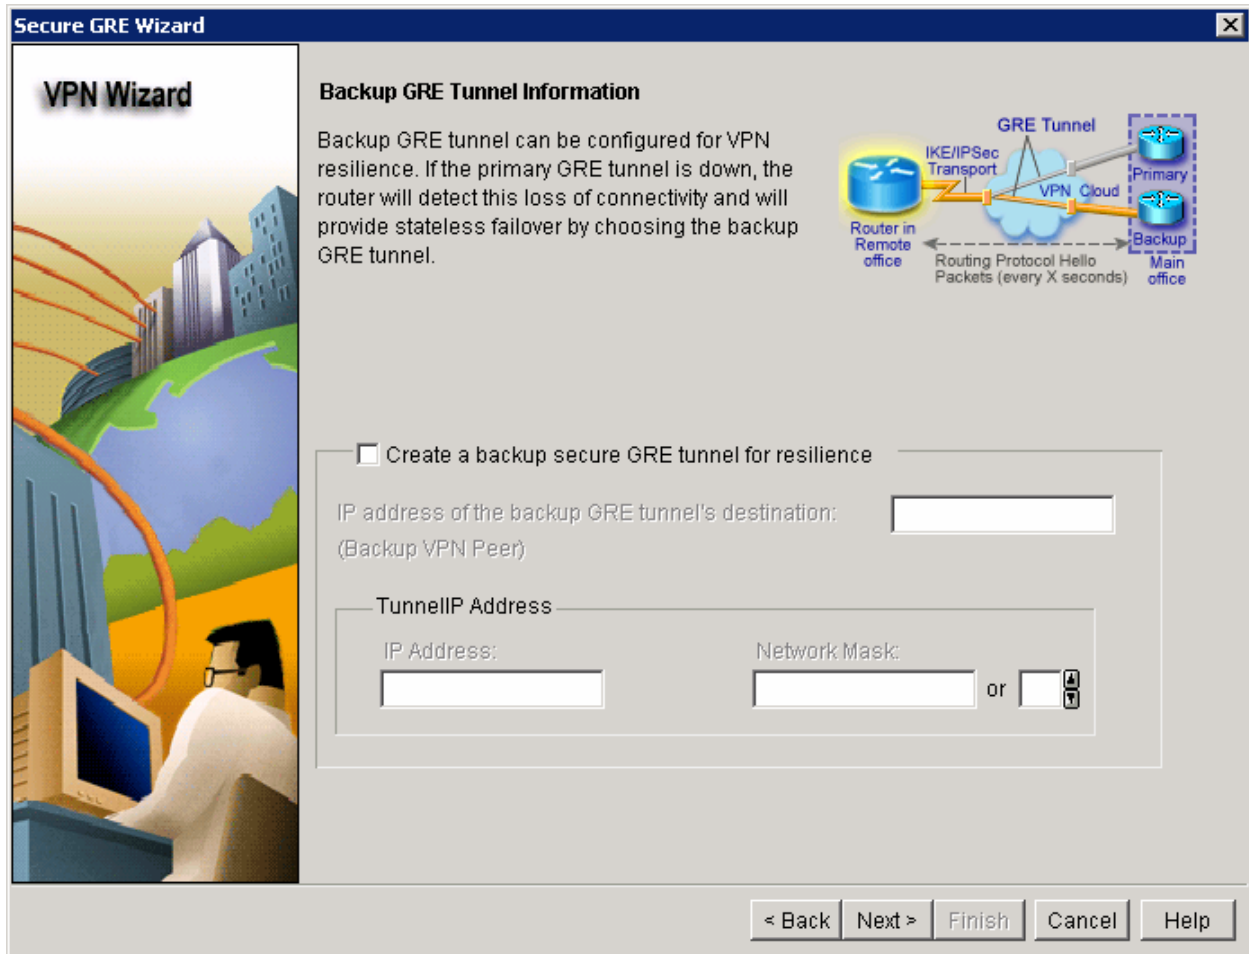 Secure GRE Wizard
VPN Wizard
Backup GRE Tunnel Information
Backup GRE tunnel can be configured for VPN
resilience. If the primary GRE tunnel is down, the
router will detect this loss of connectivity and will
provide stateless failover by choosing the backup
GRE tunnel.
GRE Tunnel
IKE/IPSec
Transport
Primary
VPN Cloud
Router in
Remote
office
Backup
Routing Protocol Hello
Packets (every X seconds)
Main
office
Create a backup secure GRE tunnel for resilience
IP address of the backup GRE tunnel's destination:
(Backup VPN Peer)
TunnelIP Address
IP Address:
Network Mask:
or
< Back
Next >
Finish
Cancel
Help